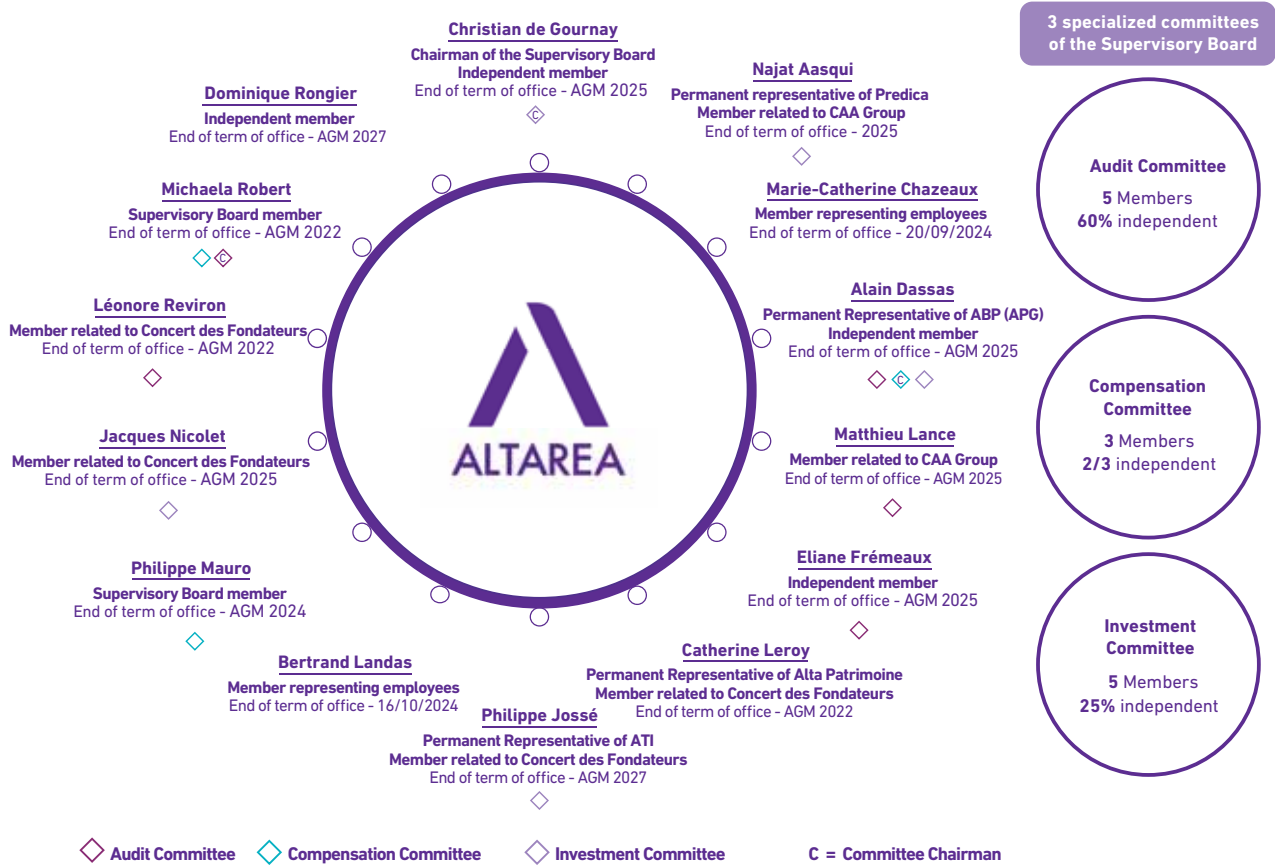 Christian de Gournay
Chairman of the Supervisory Board
Independent member
End of term of office - AGM 2025
C
Najat Aasqui
Permanent representative of Predica
Member related to CAA Group
End of term of office - 2025
Marie-Catherine Chazeaux
Member representing employees
End of term of office - 20/09/2024
Alain Dassas
Permanent Representative of ABP (APG)
Independent member
End of term of office - AGM 2025
C
Matthieu Lance
Member related to CAA Group
End of term of office - AGM 2025
Eliane Frémeaux
Independent member
End of term of office - AGM 2025
Catherine Leroy
Permanent Representative of Alta Patrimoine
Member related to Concert des Fondateurs
End of term of office - AGM 2022
Philippe Jossé
Permanent Representative of ATI
Member related to Concert des Fondateurs
End of term of office - AGM 2027
Bertrand Landas
Member representing employees
End of term of office - 16/10/2024
Philippe Mauro
Supervisory Board member
End of term of office - AGM 2024
Jacques Nicolet
Member related to Concert des Fondateurs
End of term of office - AGM 2025
Léonore Reviron
Member related to Concert des Fondateurs
End of term of office - AGM 2022
Michaela Robert
Supervisory Board member
End of term of office - AGM 2022
C
Dominique Rongier
Independent member
End of term of office - AGM 2027
ALTAREA
3 specialized committees
of the Supervisory Board
Audit Committee
5 Members
60% independent
Compensation
Committee
3 Members
2/3 independent
Investment
Committee
5 Members
25% independent
Audit Committee
Compensation Committee
Investment Committee
C = Committee Chairman